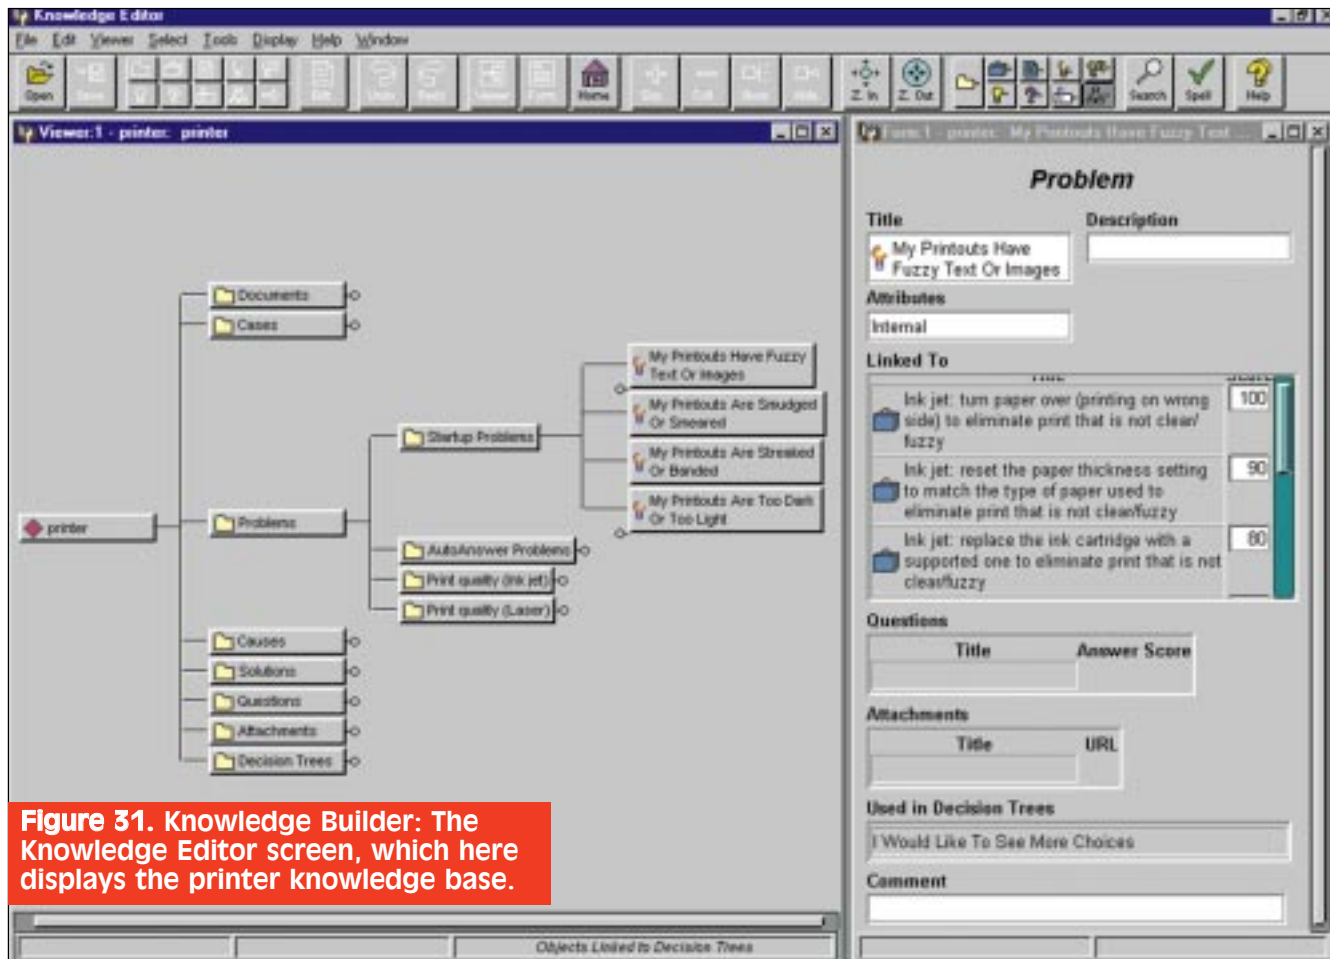 Knowledge Editor
File Edit Viewer Select Tools Display Help Window
Open Save Edit Undo Redo Viewer Form Home Z. In Z. Out Search Spell Help
Viewer:1 - printer: printer
printer
Documents
Cases
Problems
Startup Problems
My Printouts Have Fuzzy
Text Or Images
My Printouts Are Smudged
Or Smeared
My Printouts Are Streaked
Or Banded
My Printouts Are Too Dark
Or Too Light
AutoAnswer Problems
Print quality (Ink jet)
Print quality (Laser)
Causes
Solutions
Questions
Attachments
Decision Trees
Figure 31. Knowledge Builder: The
Knowledge Editor screen, which here
displays the printer knowledge base.
Objects Linked to Decision Trees
Form:1 - printer: My Printouts Have Fuzzy Text ...
Problem
Title Description
My Printouts Have
Fuzzy Text Or Images
Attributes
Internal
Linked To
Ink jet: turn paper over (printing on wrong 100
side) to eliminate print that is not clear/
fuzzy
Ink jet: reset the paper thickness setting 90
to match the type of paper used to
eliminate print that is not clear/fuzzy
Ink jet: replace the ink cartridge with a 80
supported one to eliminate print that is not
clear/fuzzy
Questions
Title Answer Score
Attachments
Title URL
Used in Decision Trees
I Would Like To See More Choices
Comment